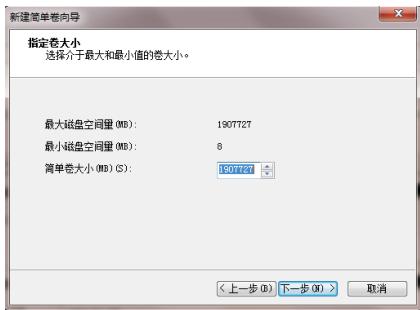 新建简单卷向导
指定卷大小
选择介于最大和最小值的卷大小。
最大磁盘空间量(MB): 1907727
最小磁盘空间量(MB): 8
简单卷大小(MB)(S): 1907727
<上一步(B) 下一步(N) > 取消